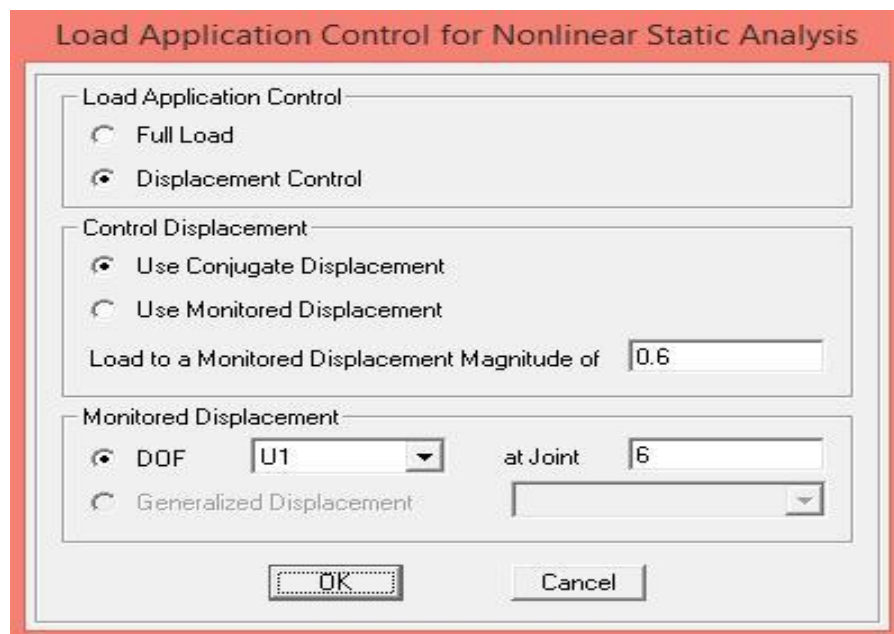 Load Application Control for Nonlinear Static Analysis
Load Application Control
Full Load
Displacement Control
Control Displacement
Use Conjugate Displacement
Use Monitored Displacement
Load to a Monitored Displacement Magnitude of 0.6
Monitored Displacement
DOF U1 at Joint 6
Generalized Displacement
OK Cancel